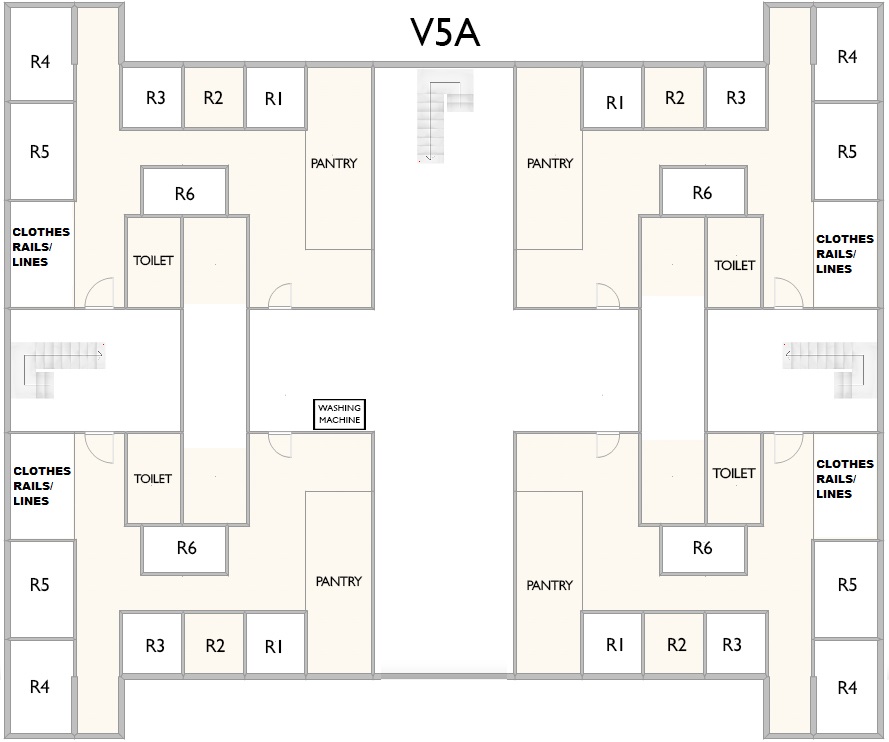 V5A
R4
R3
R2
R1
R1
R2
R3
R4
R5
PANTRY
PANTRY
R5
R6
R6
CLOTHES
RAILS/
LINES
TOILET
TOILET
CLOTHES
RAILS/
LINES
WASHING
MACHINE
CLOTHES
RAILS/
LINES
TOILET
TOILET
CLOTHES
RAILS/
LINES
R6
R6
R5
PANTRY
PANTRY
R5
R3
R2
R1
R1
R2
R3
R4
R4